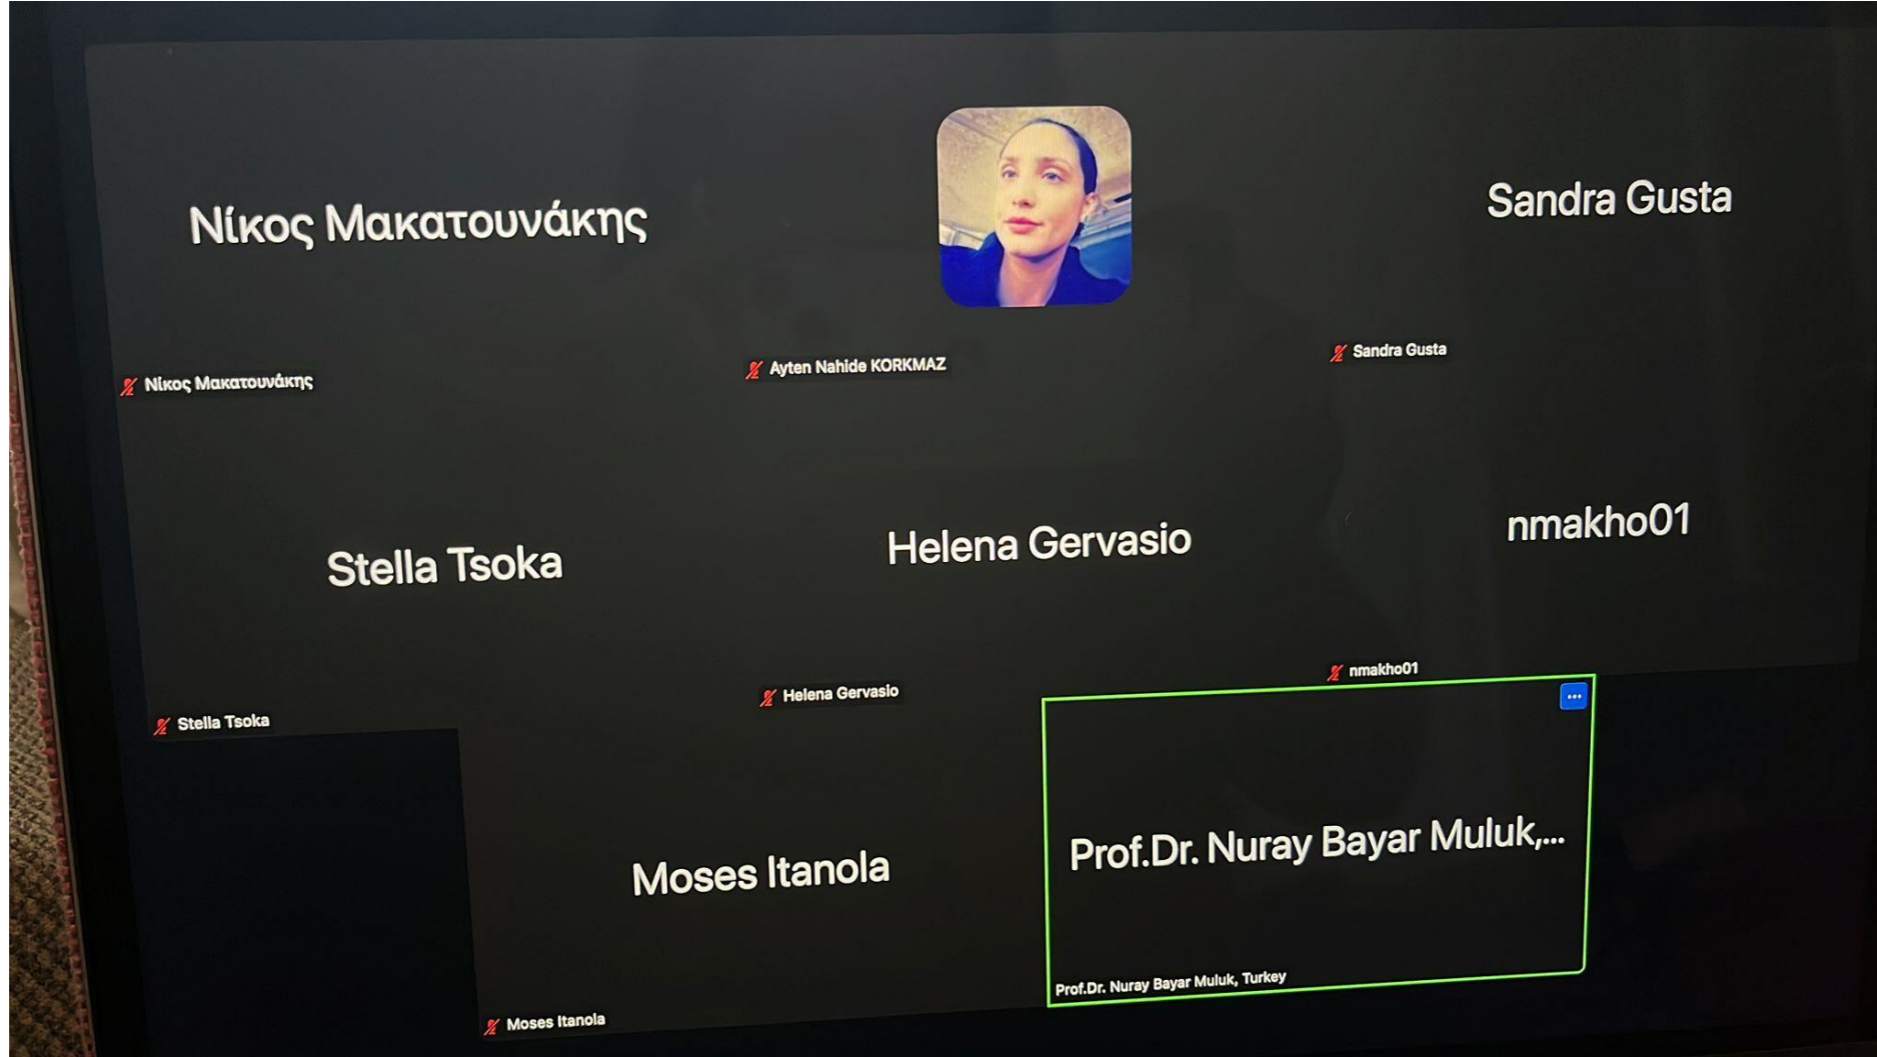 Νίκος Μακατουνάκης
Νίκος Μακατουνάκης
Ayten Nahide KORKMAZ
Sandra Gusta
Sandra Gusta
Stella Tsoka
Stella Tsoka
Helena Gervasio
Helena Gervasio
nmakho01
nmakho01
Moses Itanola
Moses Itanola
Prof.Dr. Nuray Bayar Muluk,...
Prof.Dr. Nuray Bayar Muluk, Turkey